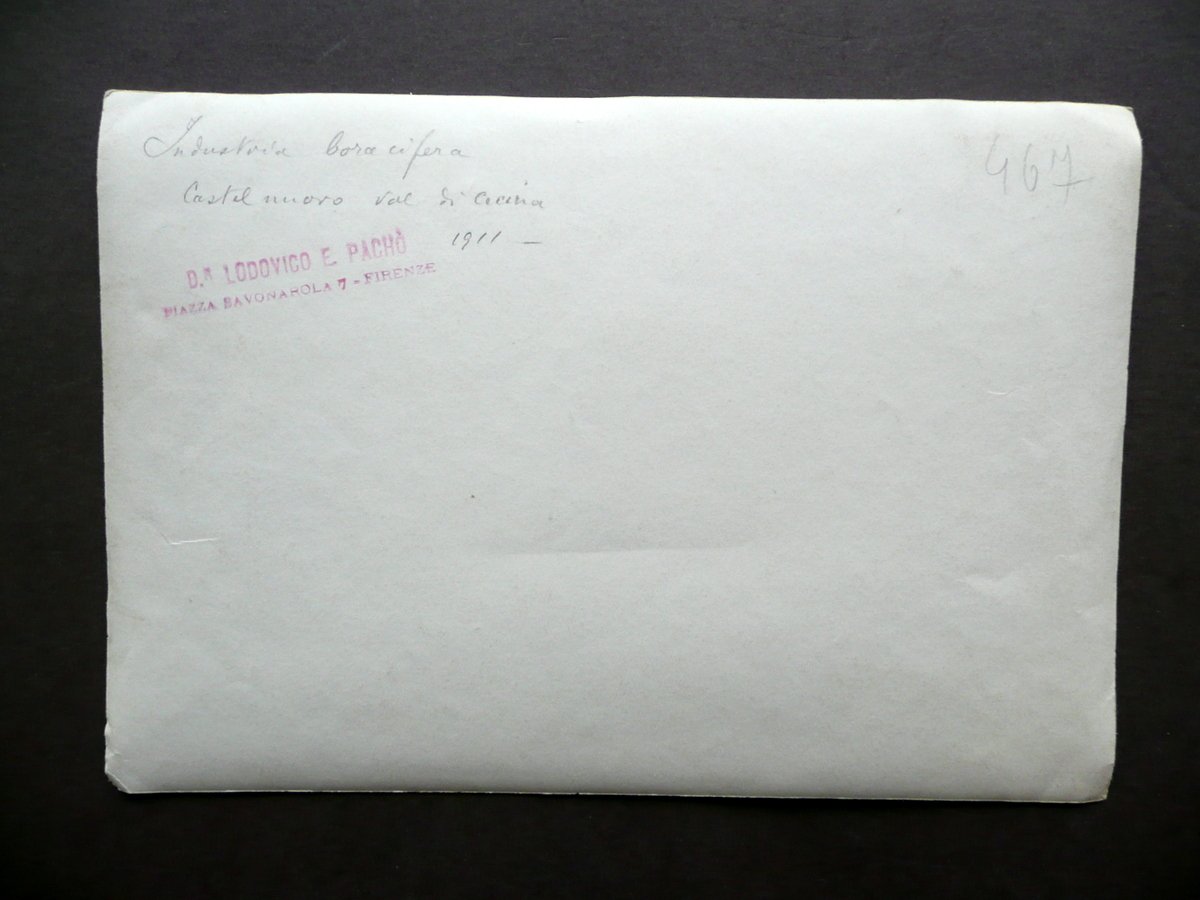 Industria boracifera
467
Castelnuovo val di Cecina
1911 —
D.R LODOVICO E. PACHÒ
PIAZZA SAVONAROLA 7 - FIRENZE